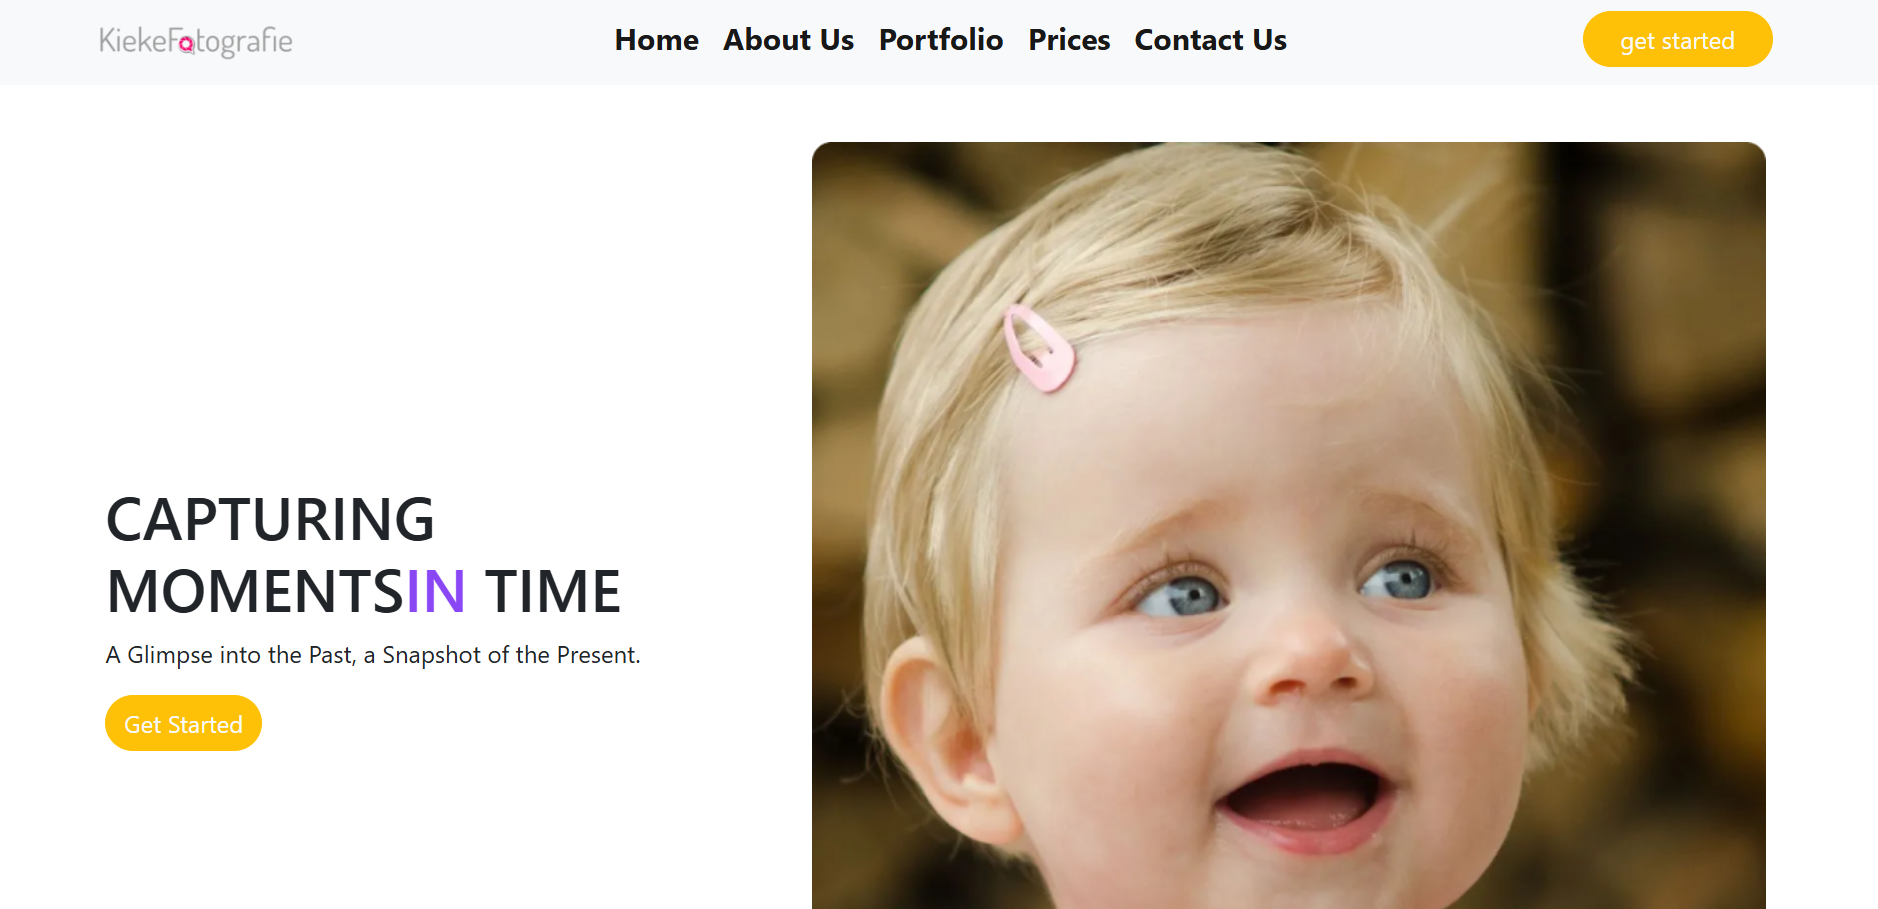 KiekeFotografie
Home About Us Portfolio Prices Contact Us
get started
CAPTURING
MOMENTSIN TIME
A Glimpse into the Past, a Snapshot of the Present.
Get Started